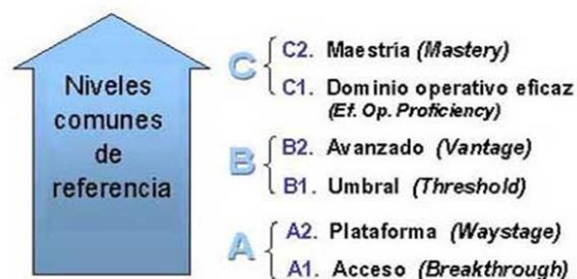 Niveles
comunes
de
referencia
C
C2. Maestría (Mastery)
C1. Dominio operativo eficaz
(Ef. Op. Proficiency)
B
B2. Avanzado (Vantage)
B1. Umbral (Threshold)
A
A2. Plataforma (Waystage)
A1. Acceso (Breakthrough)